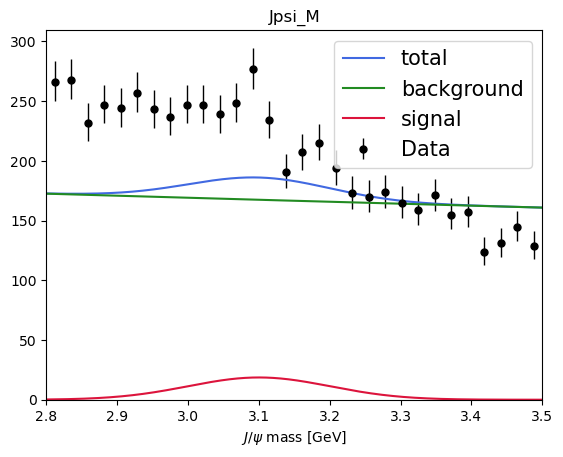 Jpsi_M
300
250
200
150
100
50
0
total
background
signal
Data
2.8 2.9 3.0 3.1 3.2 3.3 3.4 3.5
J/ψ mass [GeV]